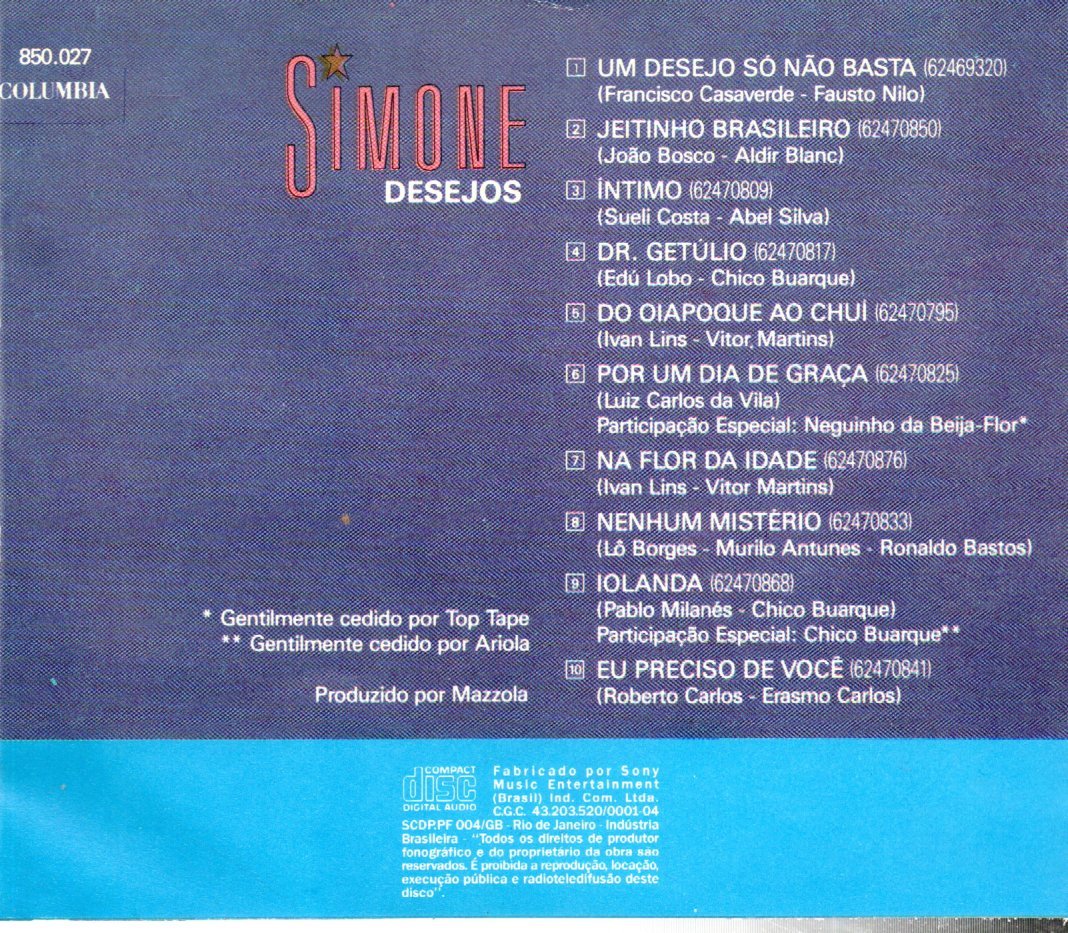 850.027
COLUMBIA
SIMONE
DESEJOS
1 UM DESEJO SÓ NÃO BASTA (62469320)
(Francisco Casaverde - Fausto Nilo)
2 JEITINHO BRASILEIRO (62470850)
(João Bosco - Aldir Blanc)
3 ÍNTIMO (62470809)
(Sueli Costa - Abel Silva)
4 DR. GETÚLIO (62470817)
(Edú Lobo - Chico Buarque)
5 DO OIAPOQUE AO CHUÍ (62470795)
(Ivan Lins - Vitor Martins)
6 POR UM DIA DE GRAÇA (62470825)
(Luiz Carlos da Vila)
Participação Especial: Neguinho da Beija-Flor*
7 NA FLOR DA IDADE (62470876)
(Ivan Lins - Vitor Martins)
8 NENHUM MISTÉRIO (62470833)
(Lô Borges - Murilo Antunes - Ronaldo Bastos)
9 IOLANDA (62470868)
(Pablo Milanés - Chico Buarque)
Participação Especial: Chico Buarque**
10 EU PRECISO DE VOCÊ (62470841)
(Roberto Carlos - Erasmo Carlos)
* Gentilmente cedido por Top Tape
** Gentilmente cedido por Ariola
Produzido por Mazzola
COMPACT
disc
DIGITAL AUDIO
Fabricado por Sony
Music Entertainment
(Brasil) Ind. Com. Ltda.
C.G.C. 43.203.520/0001-04
SCDP.PF 004/GB - Rio de Janeiro - Indústria
Brasileira - "Todos os direitos de produtor
fonográfico e do proprietário da obra são
reservados. É proibida a reprodução, locação,
execução pública e radioteledifusão deste
disco".